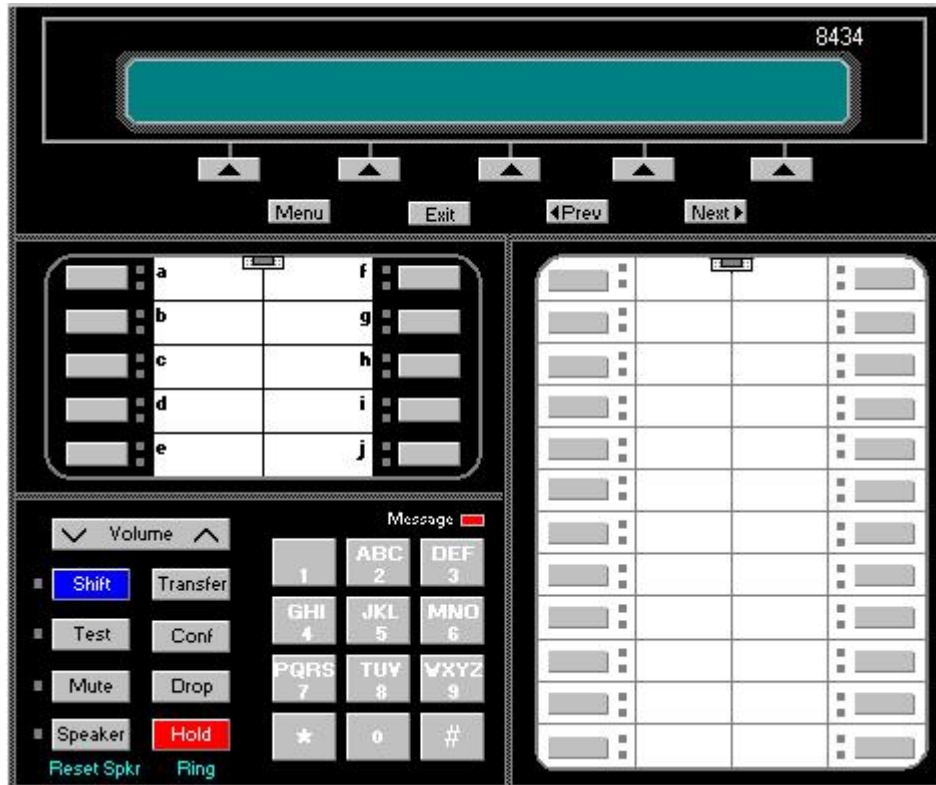 8434
Menu Exit Prev Next
a f
b g
c h
d i
e j
Message
Volume
1 ABC 2 DEF 3
Shift Transfer
GHI 4 JKL 5 MNO 6
Test Conf
PQRS 7 TUV 8 WXYZ 9
Mute Drop
* 0 #
Speaker Hold
Reset Spkr Ring